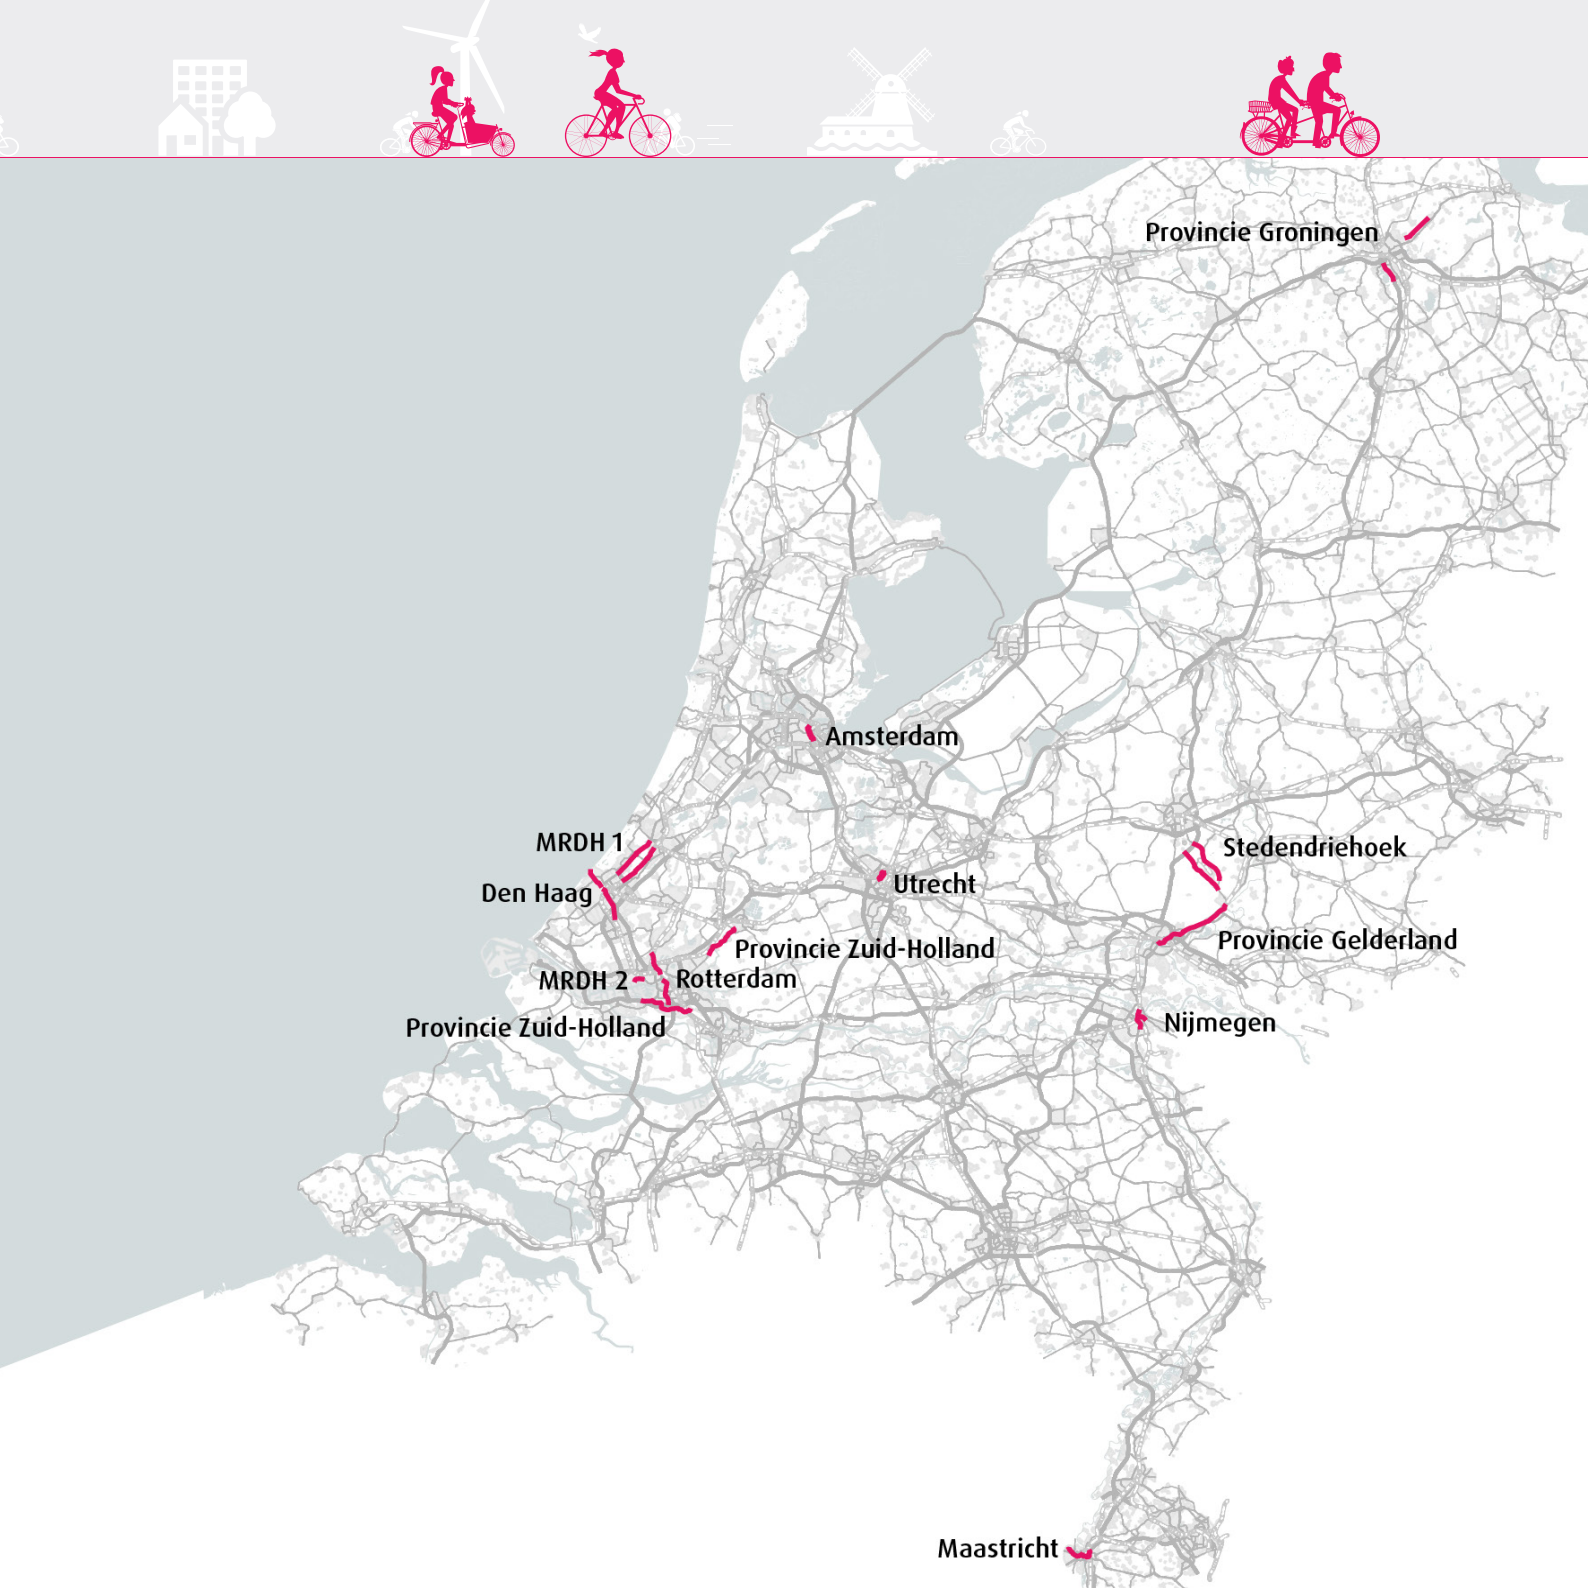 Provincie Groningen
Amsterdam
MRDH 1
Stedendriehoek
Den Haag
Utrecht
Provincie Gelderland
Provincie Zuid-Holland
MRDH 2
Rotterdam
Nijmegen
Provincie Zuid-Holland
Maastricht